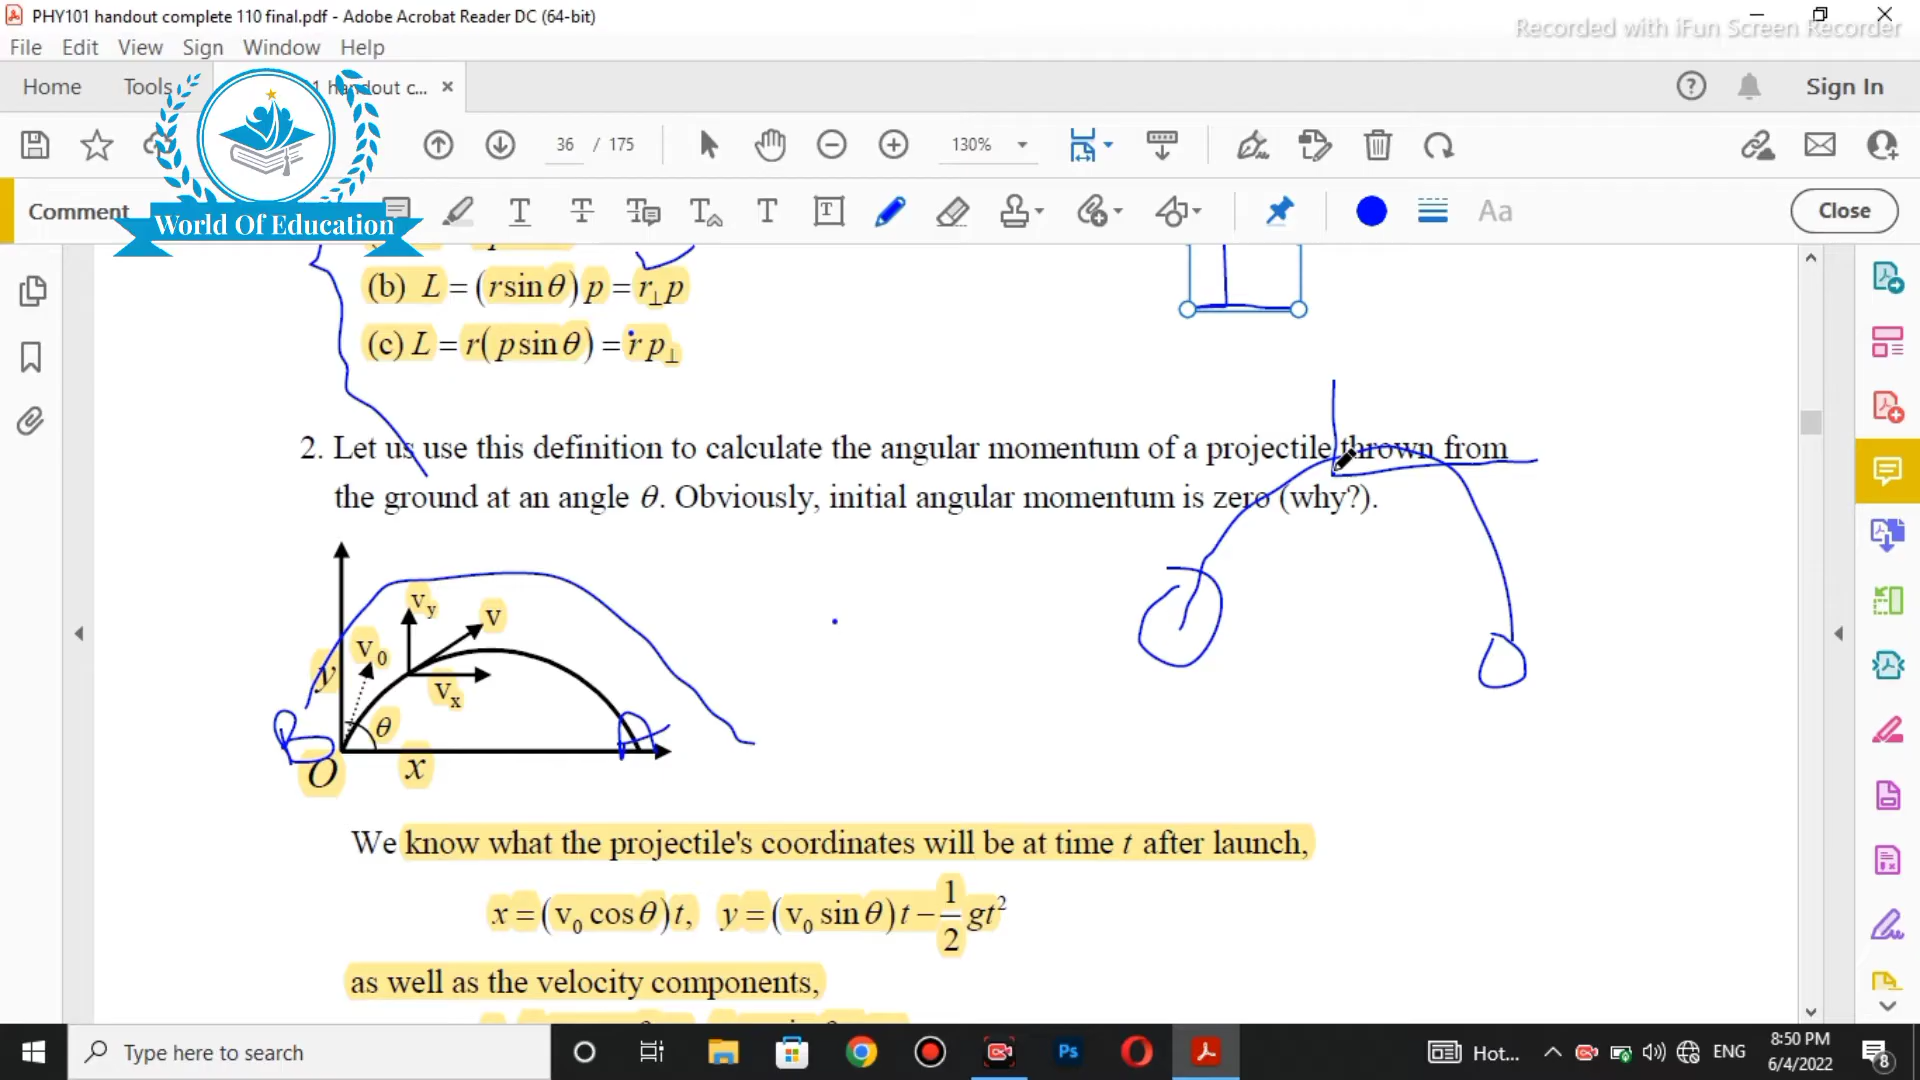 PHY101 handout complete 110 final.pdf - Adobe Acrobat Reader DC (64-bit)
Recorded with iFun Screen Recorder
File Edit View Sign Window Help
Home Tools 1 handout c... Sign In
36 / 175 130%
Comment Aa Close
World Of Education
(b) L = (r sin θ) p = r⊥p
(c) L = r(p sin θ) = r p⊥
2. Let us use this definition to calculate the angular momentum of a projectile thrown from
the ground at an angle θ. Obviously, initial angular momentum is zero (why?).
vy
v
v0
y
vx
θ
O x
We know what the projectile's coordinates will be at time t after launch,
x = (v0 cos θ) t, y = (v0 sin θ) t − 1/2 gt²
as well as the velocity components,
Type here to search
Ps
Hot...
ENG
8:50 PM
6/4/2022
8